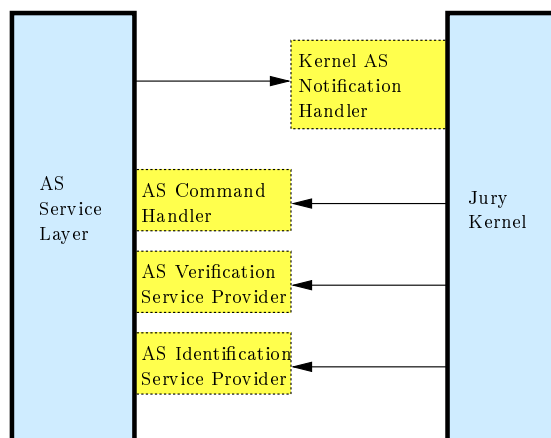 Kernel AS
Notification
Handler
AS
Service
Layer
AS Command
Handler
Jury
Kernel
AS Verification
Service Provider
AS Identification
Service Provider